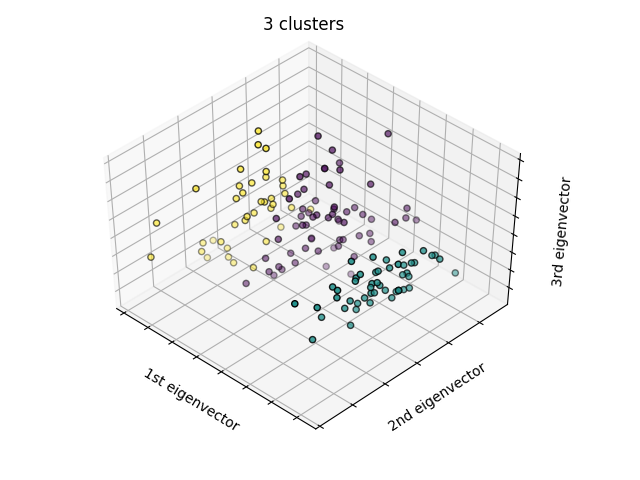 3 clusters
1st eigenvector
2nd eigenvector
3rd eigenvector